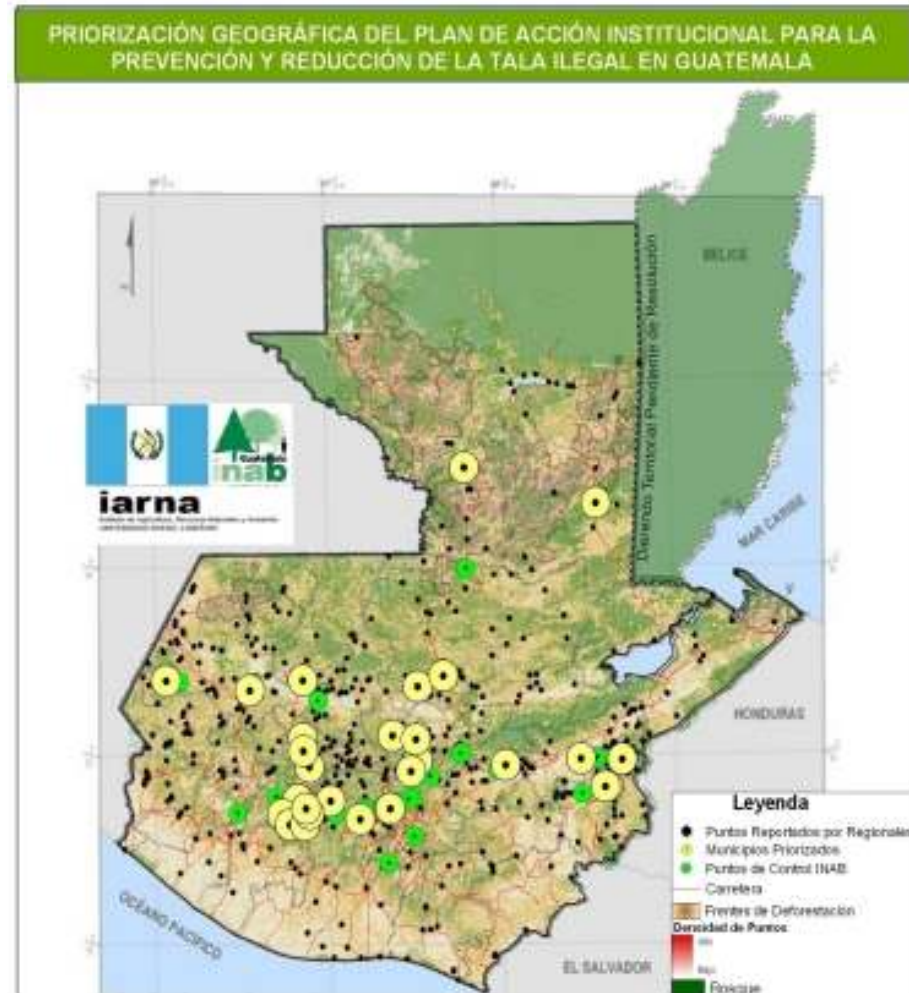 PRIORIZACIÓN GEOGRÁFICA DEL PLAN DE ACCIÓN INSTITUCIONAL PARA LA
PREVENCIÓN Y REDUCCIÓN DE LA TALA ILEGAL EN GUATEMALA
BELICE
Diferendo Territorial Pendiente de Resolución
MAR CARIBE
inab
iarna
HONDURAS
OCÉANO PACIFICO
EL SALVADOR
Leyenda
Puntos Reportados por Regionales
Municipios Priorizados
Puntos de Control INAB
Carretera
Frentes de Deforestación
Densidad de Puntos
Bosque